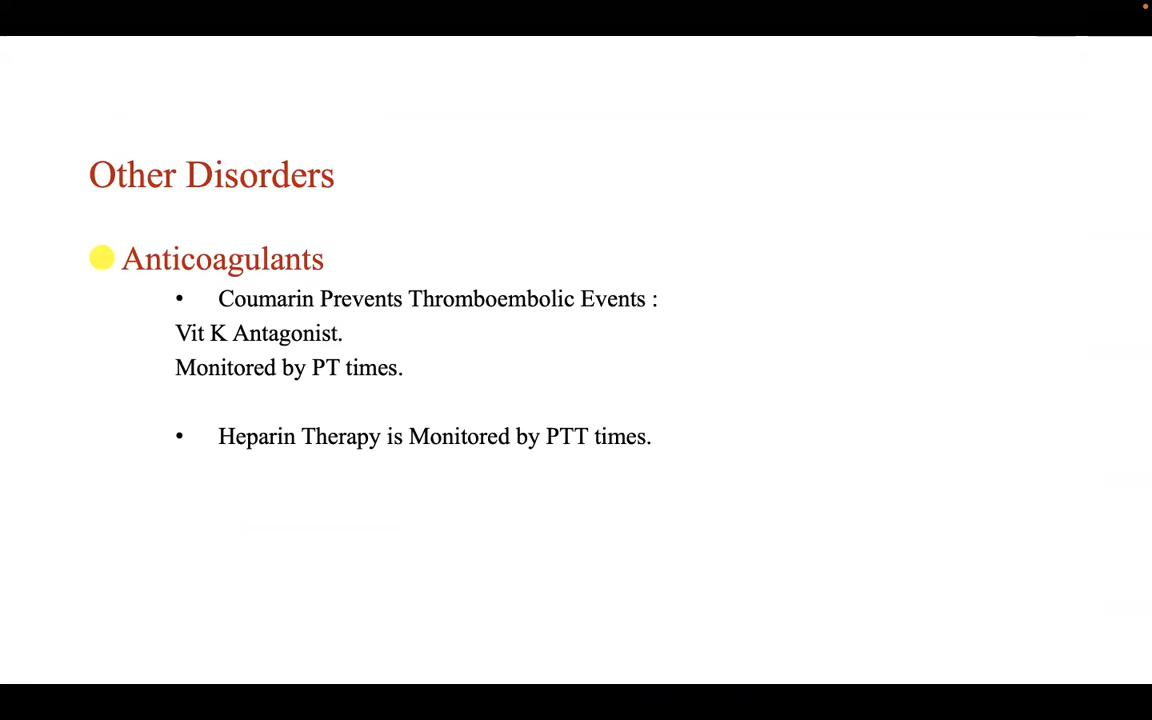 Other Disorders
Anticoagulants
• Coumarin Prevents Thromboembolic Events :
Vit K Antagonist.
Monitored by PT times.
• Heparin Therapy is Monitored by PTT times.